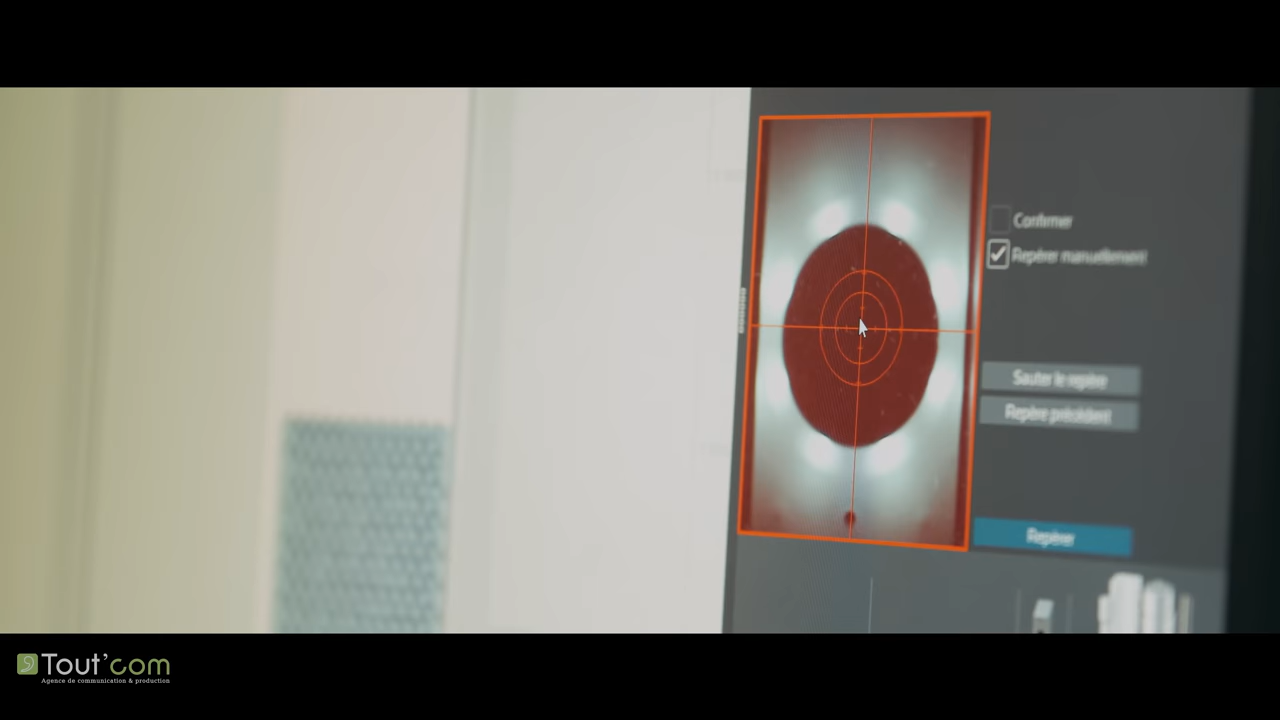 Confirmer
Repérer manuellement
Sauter le repère
Repère précédent
Repérer
Tout'com
Agence de communication & production